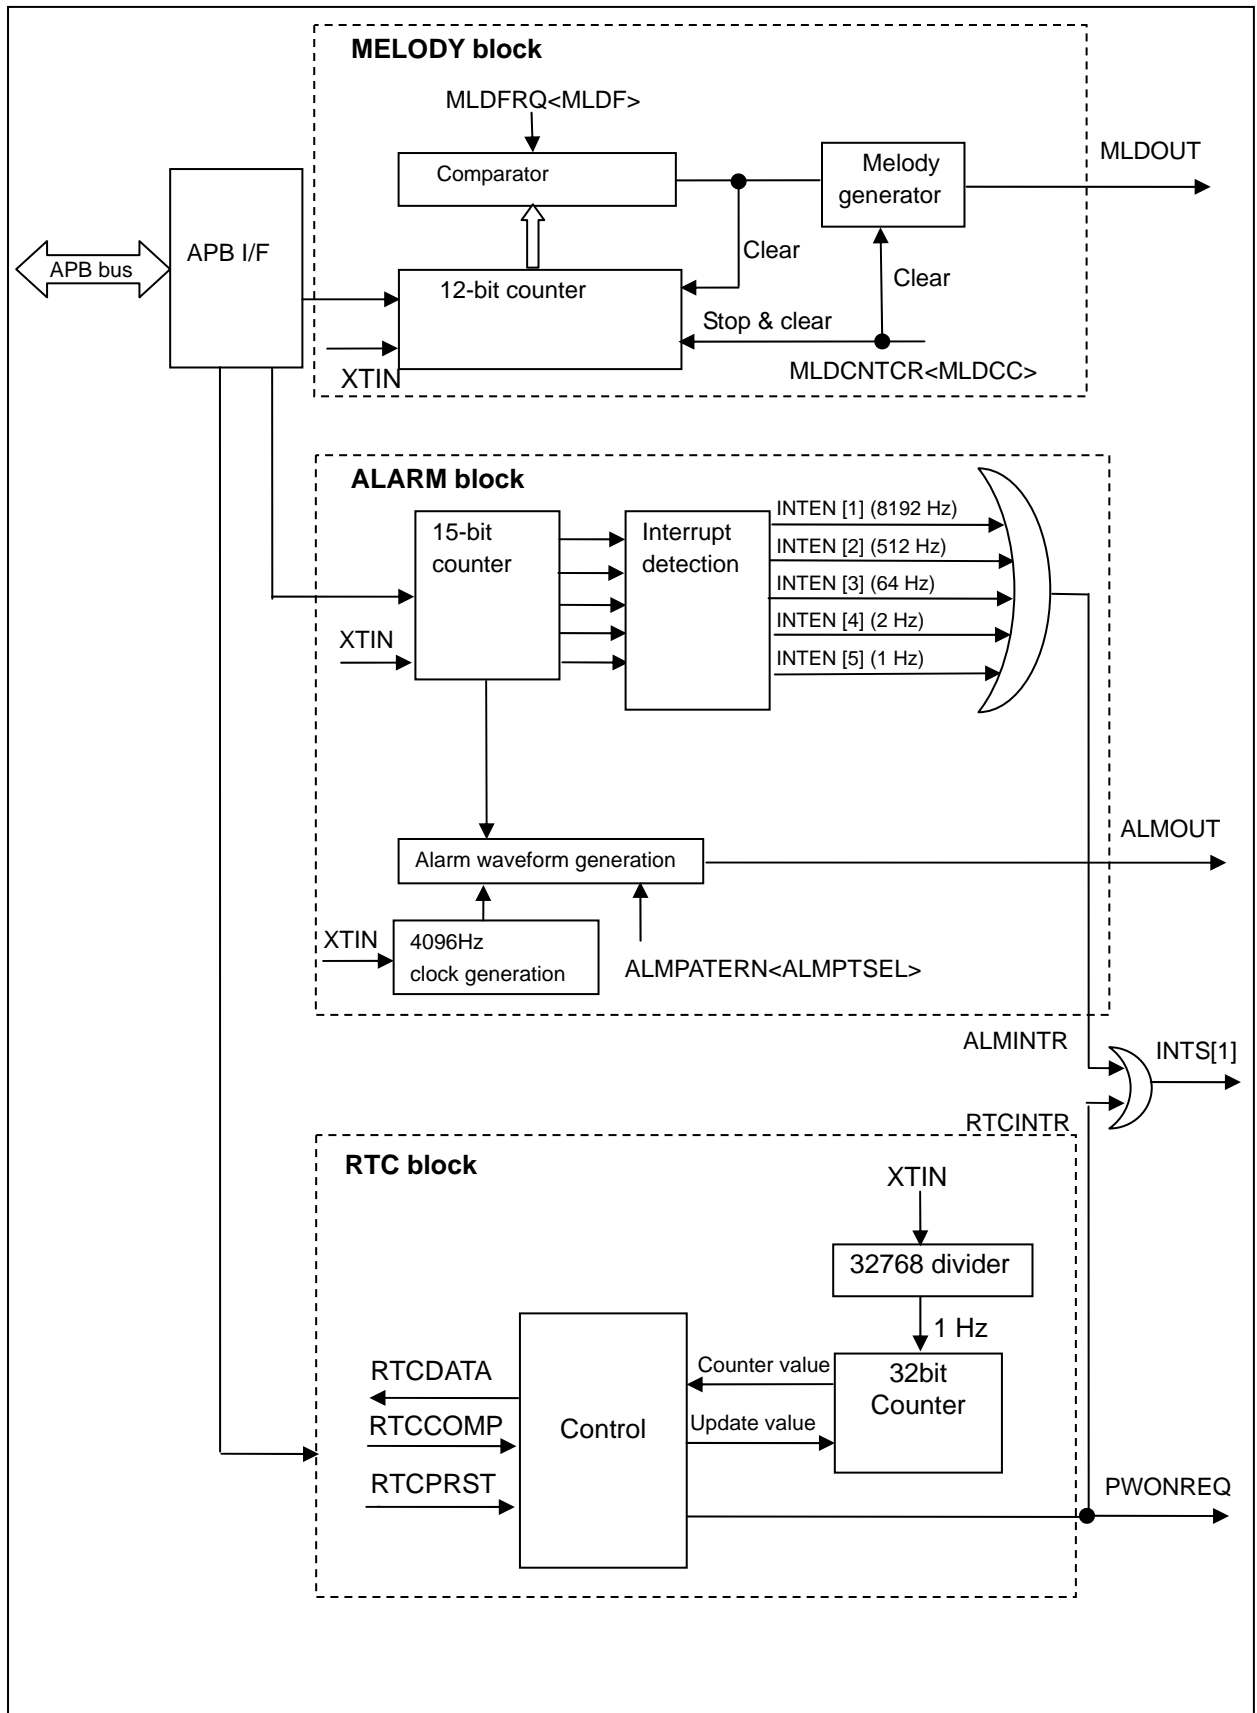 MELODY block
MLDFRQ<MLDF>
Comparator
Melody
generator
MLDOUT
APB I/F
APB bus
Clear
Clear
12-bit counter
Stop & clear
XTIN
MLDCNTCR<MLDCC>
ALARM block
15-bit
counter
Interrupt
detection
INTEN [1] (8192 Hz)
INTEN [2] (512 Hz)
INTEN [3] (64 Hz)
INTEN [4] (2 Hz)
INTEN [5] (1 Hz)
XTIN
Alarm waveform generation
ALMOUT
XTIN
4096Hz
clock generation
ALMPATERN<ALMPTSEL>
ALMINTR
INTS[1]
RTCINTR
RTC block
XTIN
32768 divider
1 Hz
Counter value
32bit
Counter
RTCDATA
RTCCOMP
Control
Update value
RTCPRST
PWONREQ